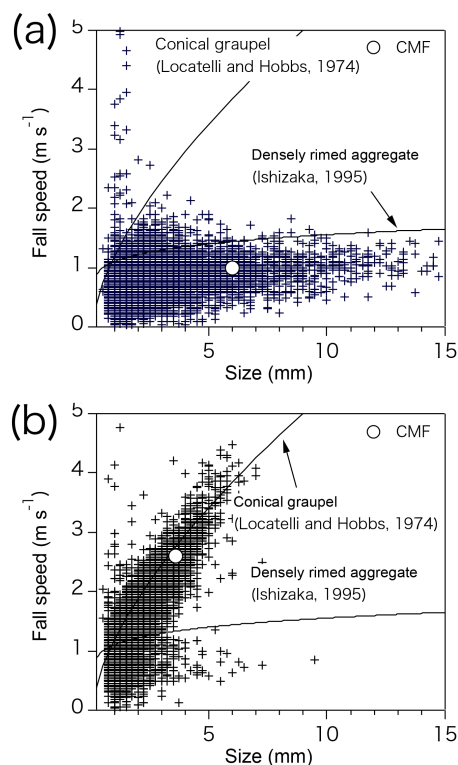 (a)
5
Conical graupel
(Locatelli and Hobbs, 1974)
CMF
4
3
Densely rimed aggregate
(Ishizaka, 1995)
2
1
0
Fall speed (m s-1)
5 10 15
Size (mm)
(b)
5
CMF
4
Conical graupel
(Locatelli and Hobbs, 1974)
3
Densely rimed aggregate
(Ishizaka, 1995)
2
1
0
Fall speed (m s-1)
5 10 15
Size (mm)